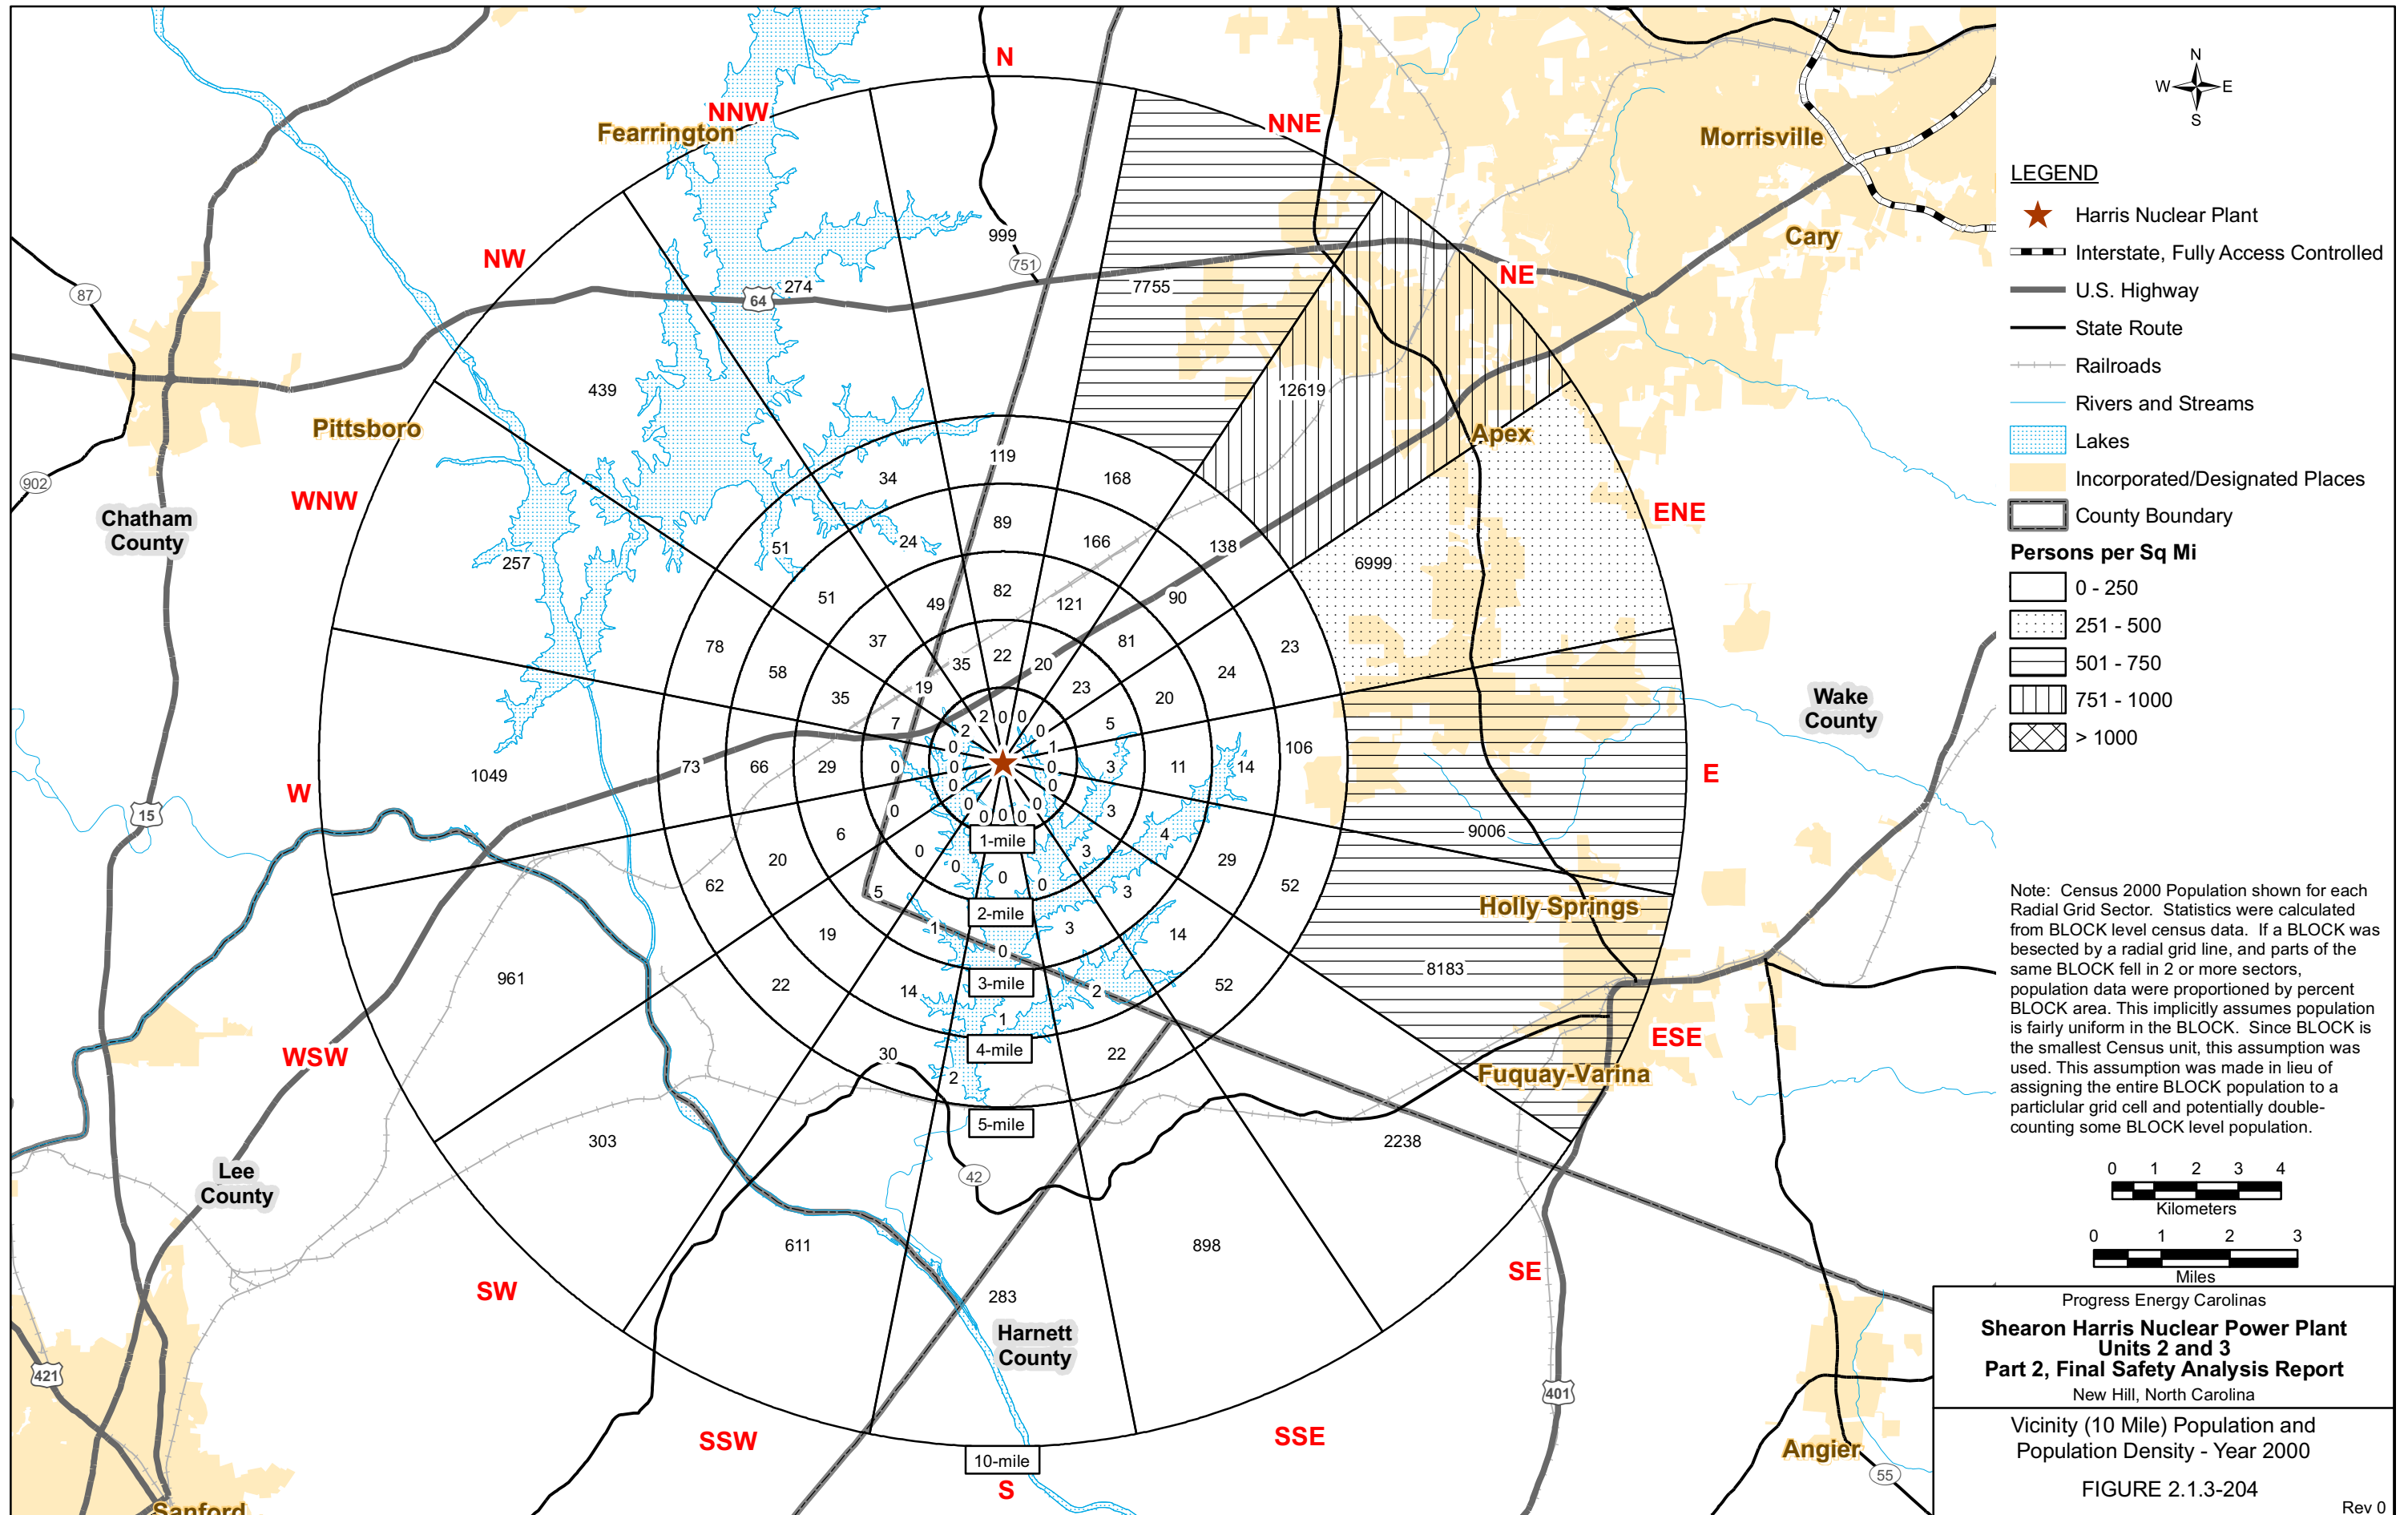 N
NNW
Fearrington
NNE
Morrisville
Cary
NW
NE
999
751
274
64
7755
87
439
12619
Pittsboro
Apex
902
WNW
Chatham
County
ENE
119
34
168
89
51
24
166
138
257
6999
82
51
49
121
90
37
81
78
35
22
20
23
58
19
23
24
35
7
5
20
2
0
0
2
0
0
1
Wake
County
73
66
29
0
0
0
3
11
14
106
1049
E
W
0
0
0
0
0
0
0
0
3
15
6
4
9006
1-mile
20
0
0
3
29
62
0
0
3
52
5
2-mile
Holly Springs
19
1
0
3
14
961
22
3-mile
52
8183
14
2
1
WSW
30
4-mile
22
ESE
2
Fuquay-Varina
5-mile
303
2238
Lee
County
42
611
898
SW
283
SE
Harnett
County
421
401
SSW
SSE
10-mile
S
Angier
55
Sanford
N
W
E
S
LEGEND
Harris Nuclear Plant
Interstate, Fully Access Controlled
U.S. Highway
State Route
Railroads
Rivers and Streams
Lakes
Incorporated/Designated Places
County Boundary
Persons per Sq Mi
0 - 250
251 - 500
501 - 750
751 - 1000
> 1000
Note: Census 2000 Population shown for each
Radial Grid Sector. Statistics were calculated
from BLOCK level census data. If a BLOCK was
besected by a radial grid line, and parts of the
same BLOCK fell in 2 or more sectors,
population data were proportioned by percent
BLOCK area. This implicitly assumes population
is fairly uniform in the BLOCK. Since BLOCK is
the smallest Census unit, this assumption was
used. This assumption was made in lieu of
assigning the entire BLOCK population to a
particlular grid cell and potentially double-
counting some BLOCK level population.
0 1 2 3 4
Kilometers
0 1 2 3
Miles
Progress Energy Carolinas
Shearon Harris Nuclear Power Plant
Units 2 and 3
Part 2, Final Safety Analysis Report
New Hill, North Carolina
Vicinity (10 Mile) Population and
Population Density - Year 2000
FIGURE 2.1.3-204
Rev 0